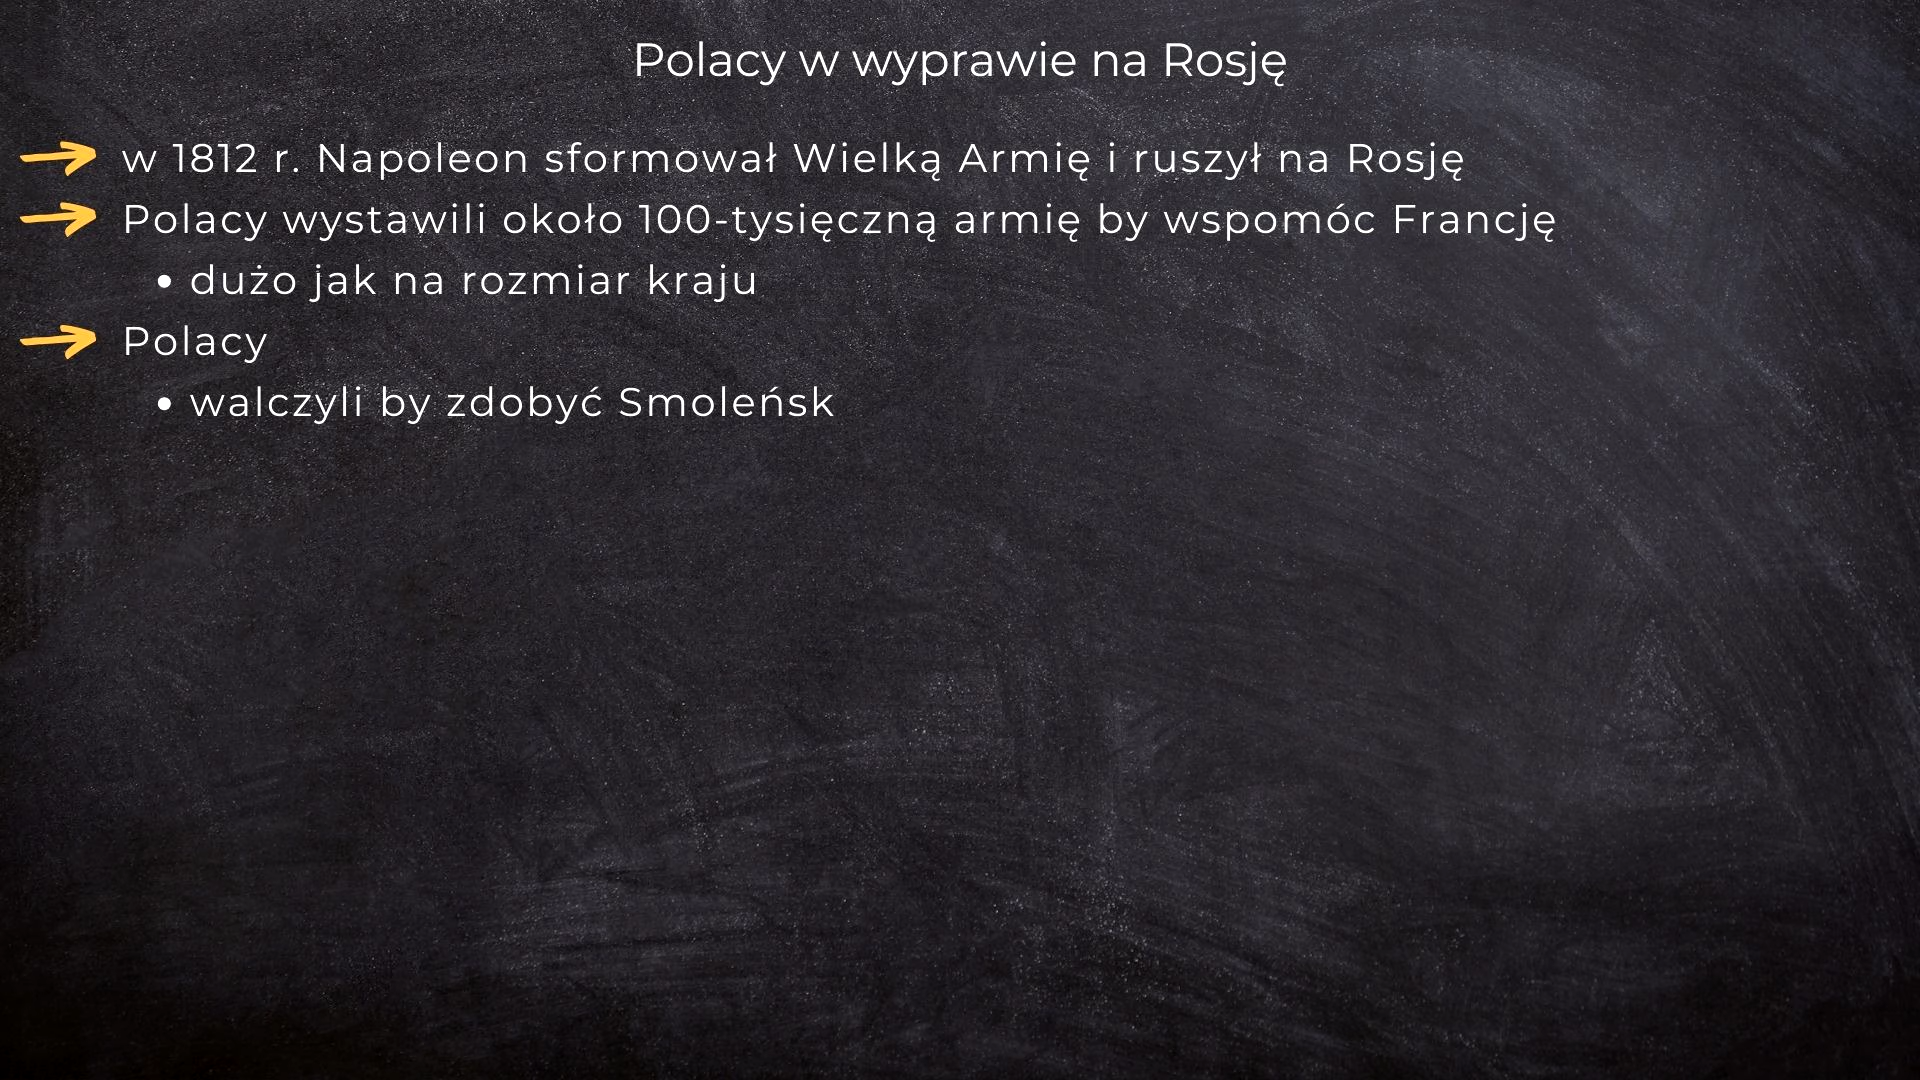 Polacy w wyprawie na Rosję
w 1812 r. Napoleon sformował Wielką Armię i ruszył na Rosję
Polacy wystawili około 100-tysięczną armię by wspomóc Francję
• dużo jak na rozmiar kraju
Polacy
• walczyli by zdobyć Smoleńsk